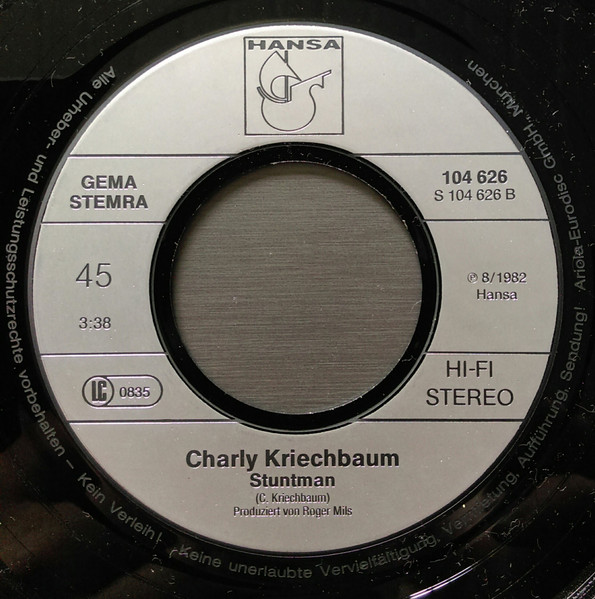 HANSA
GEMA
STEMRA
104 626
S 104 626 B
45
3:38
℗ 8/1982
Hansa
LC 0835
HI-FI
STEREO
Charly Kriechbaum
Stuntman
(C. Kriechbaum)
Produziert von Roger Mils
Alle Urheber- und Leistungsschutzrechte vorbehalten – Kein Verleih! Keine unerlaubte Vervielfältigung, Vermietung, Aufführung, Sendung! Ariola-Eurodisc GmbH., München